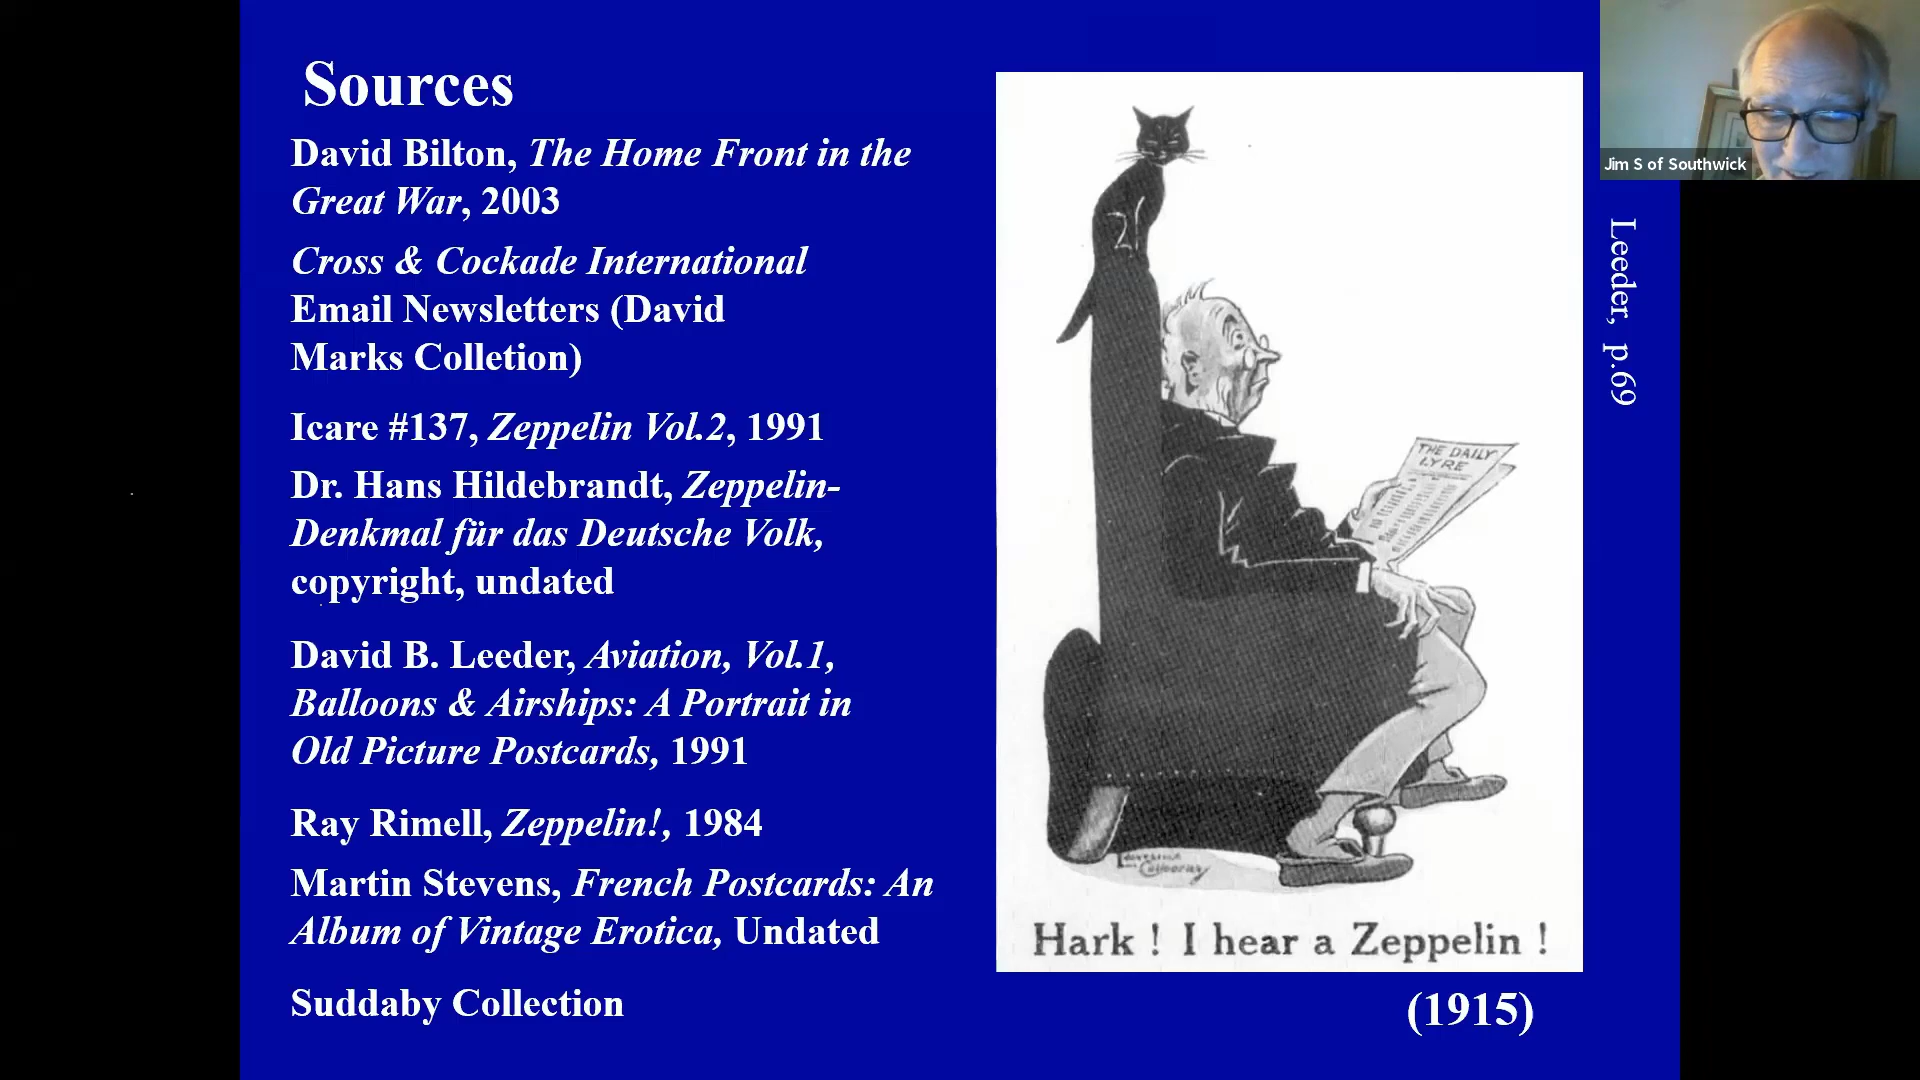 Sources
David Bilton, The Home Front in the
Great War, 2003
Cross & Cockade International
Email Newsletters (David
Marks Colletion)
Icare #137, Zeppelin Vol.2, 1991
Dr. Hans Hildebrandt, Zeppelin-
Denkmal für das Deutsche Volk,
copyright, undated
David B. Leeder, Aviation, Vol.1,
Balloons & Airships: A Portrait in
Old Picture Postcards, 1991
Ray Rimell, Zeppelin!, 1984
Martin Stevens, French Postcards: An
Album of Vintage Erotica, Undated
Suddaby Collection
THE DAILY
LYRE
Hark ! I hear a Zeppelin !
(1915)
Leeder, p.69
Jim S of Southwick